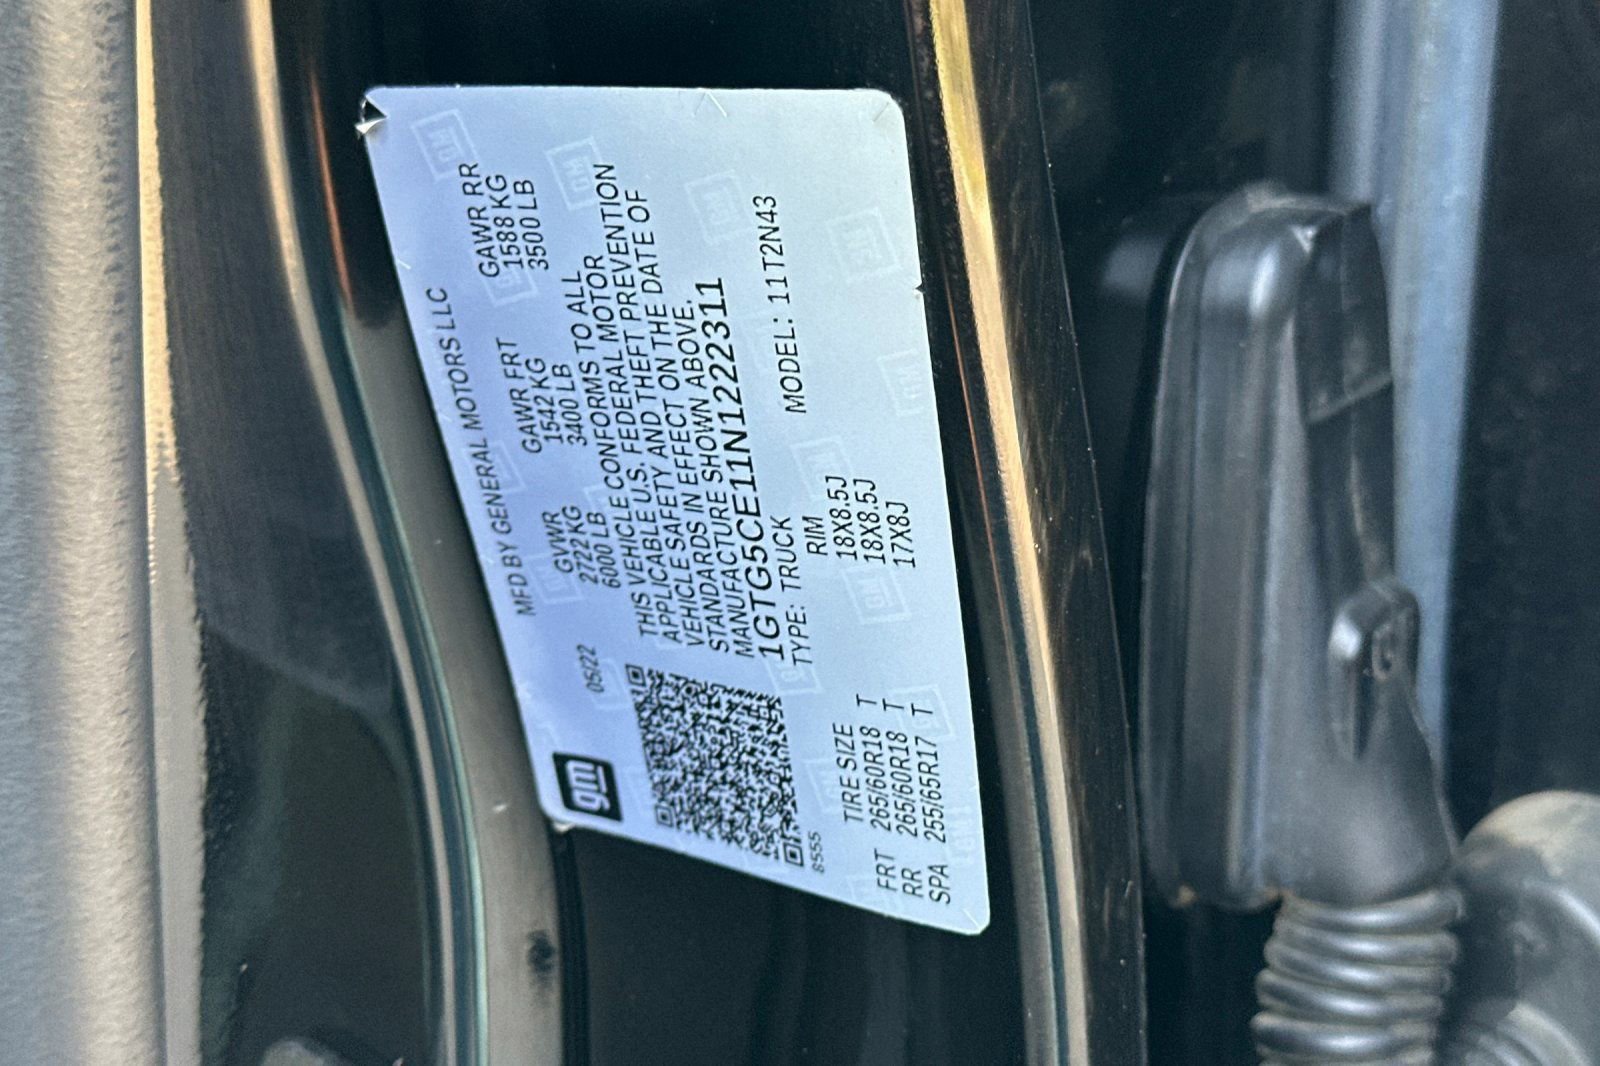 gm
MFD BY GENERAL MOTORS LLC
05/22
GVWR GAWR FRT GAWR RR
2722 KG 1542 KG 1588 KG
6000 LB 3400 LB 3500 LB
THIS VEHICLE CONFORMS TO ALL
APPLICABLE U.S. FEDERAL MOTOR
VEHICLE SAFETY AND THEFT PREVENTION
STANDARDS IN EFFECT ON THE DATE OF
MANUFACTURE SHOWN ABOVE.
1GTG5CE11N1222311
TYPE: TRUCK MODEL: 11T2N43
8555
TIRE SIZE RIM
FRT 265/60R18 T 18X8.5J
RR 265/60R18 T 18X8.5J
SPA 255/65R17 T 17X8J